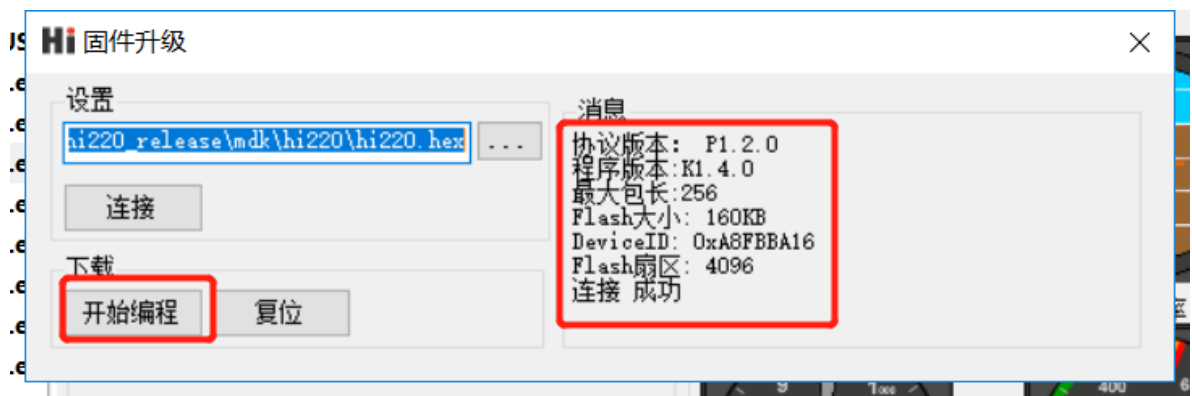 Hi 固件升级
设置
hi220_release\mdk\hi220\hi220.hex
...
连接
下载
开始编程
复位
消息
协议版本: P1.2.0
程序版本:K1.4.0
最大包长:256
Flash大小: 160KB
DeviceID: 0xA8FBBA16
Flash扇区: 4096
连接 成功
9
1000
400
6